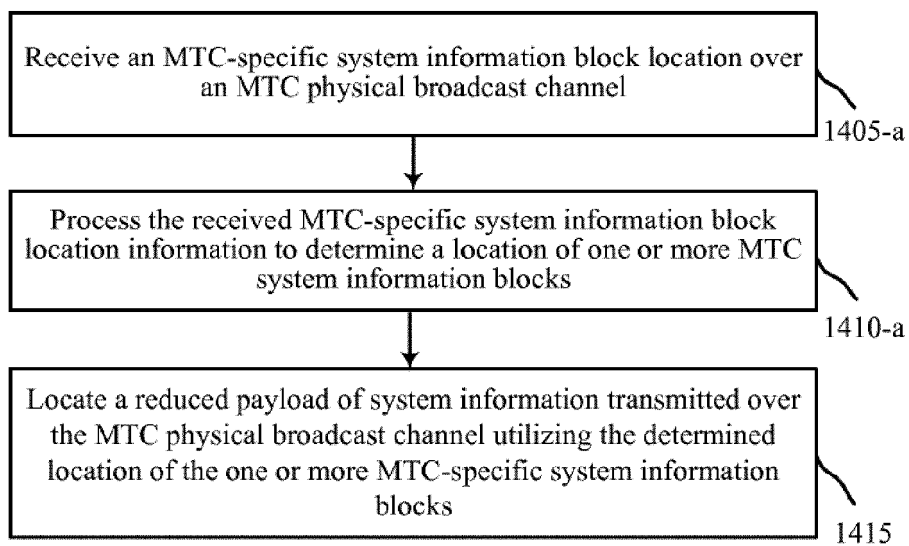 Receive an MTC-specific system information block location over
an MTC physical broadcast channel
1405-a
Process the received MTC-specific system information block
location information to determine a location of one or more MTC
system information blocks
1410-a
Locate a reduced payload of system information transmitted over
the MTC physical broadcast channel utilizing the determined
location of the one or more MTC-specific system information
blocks
1415